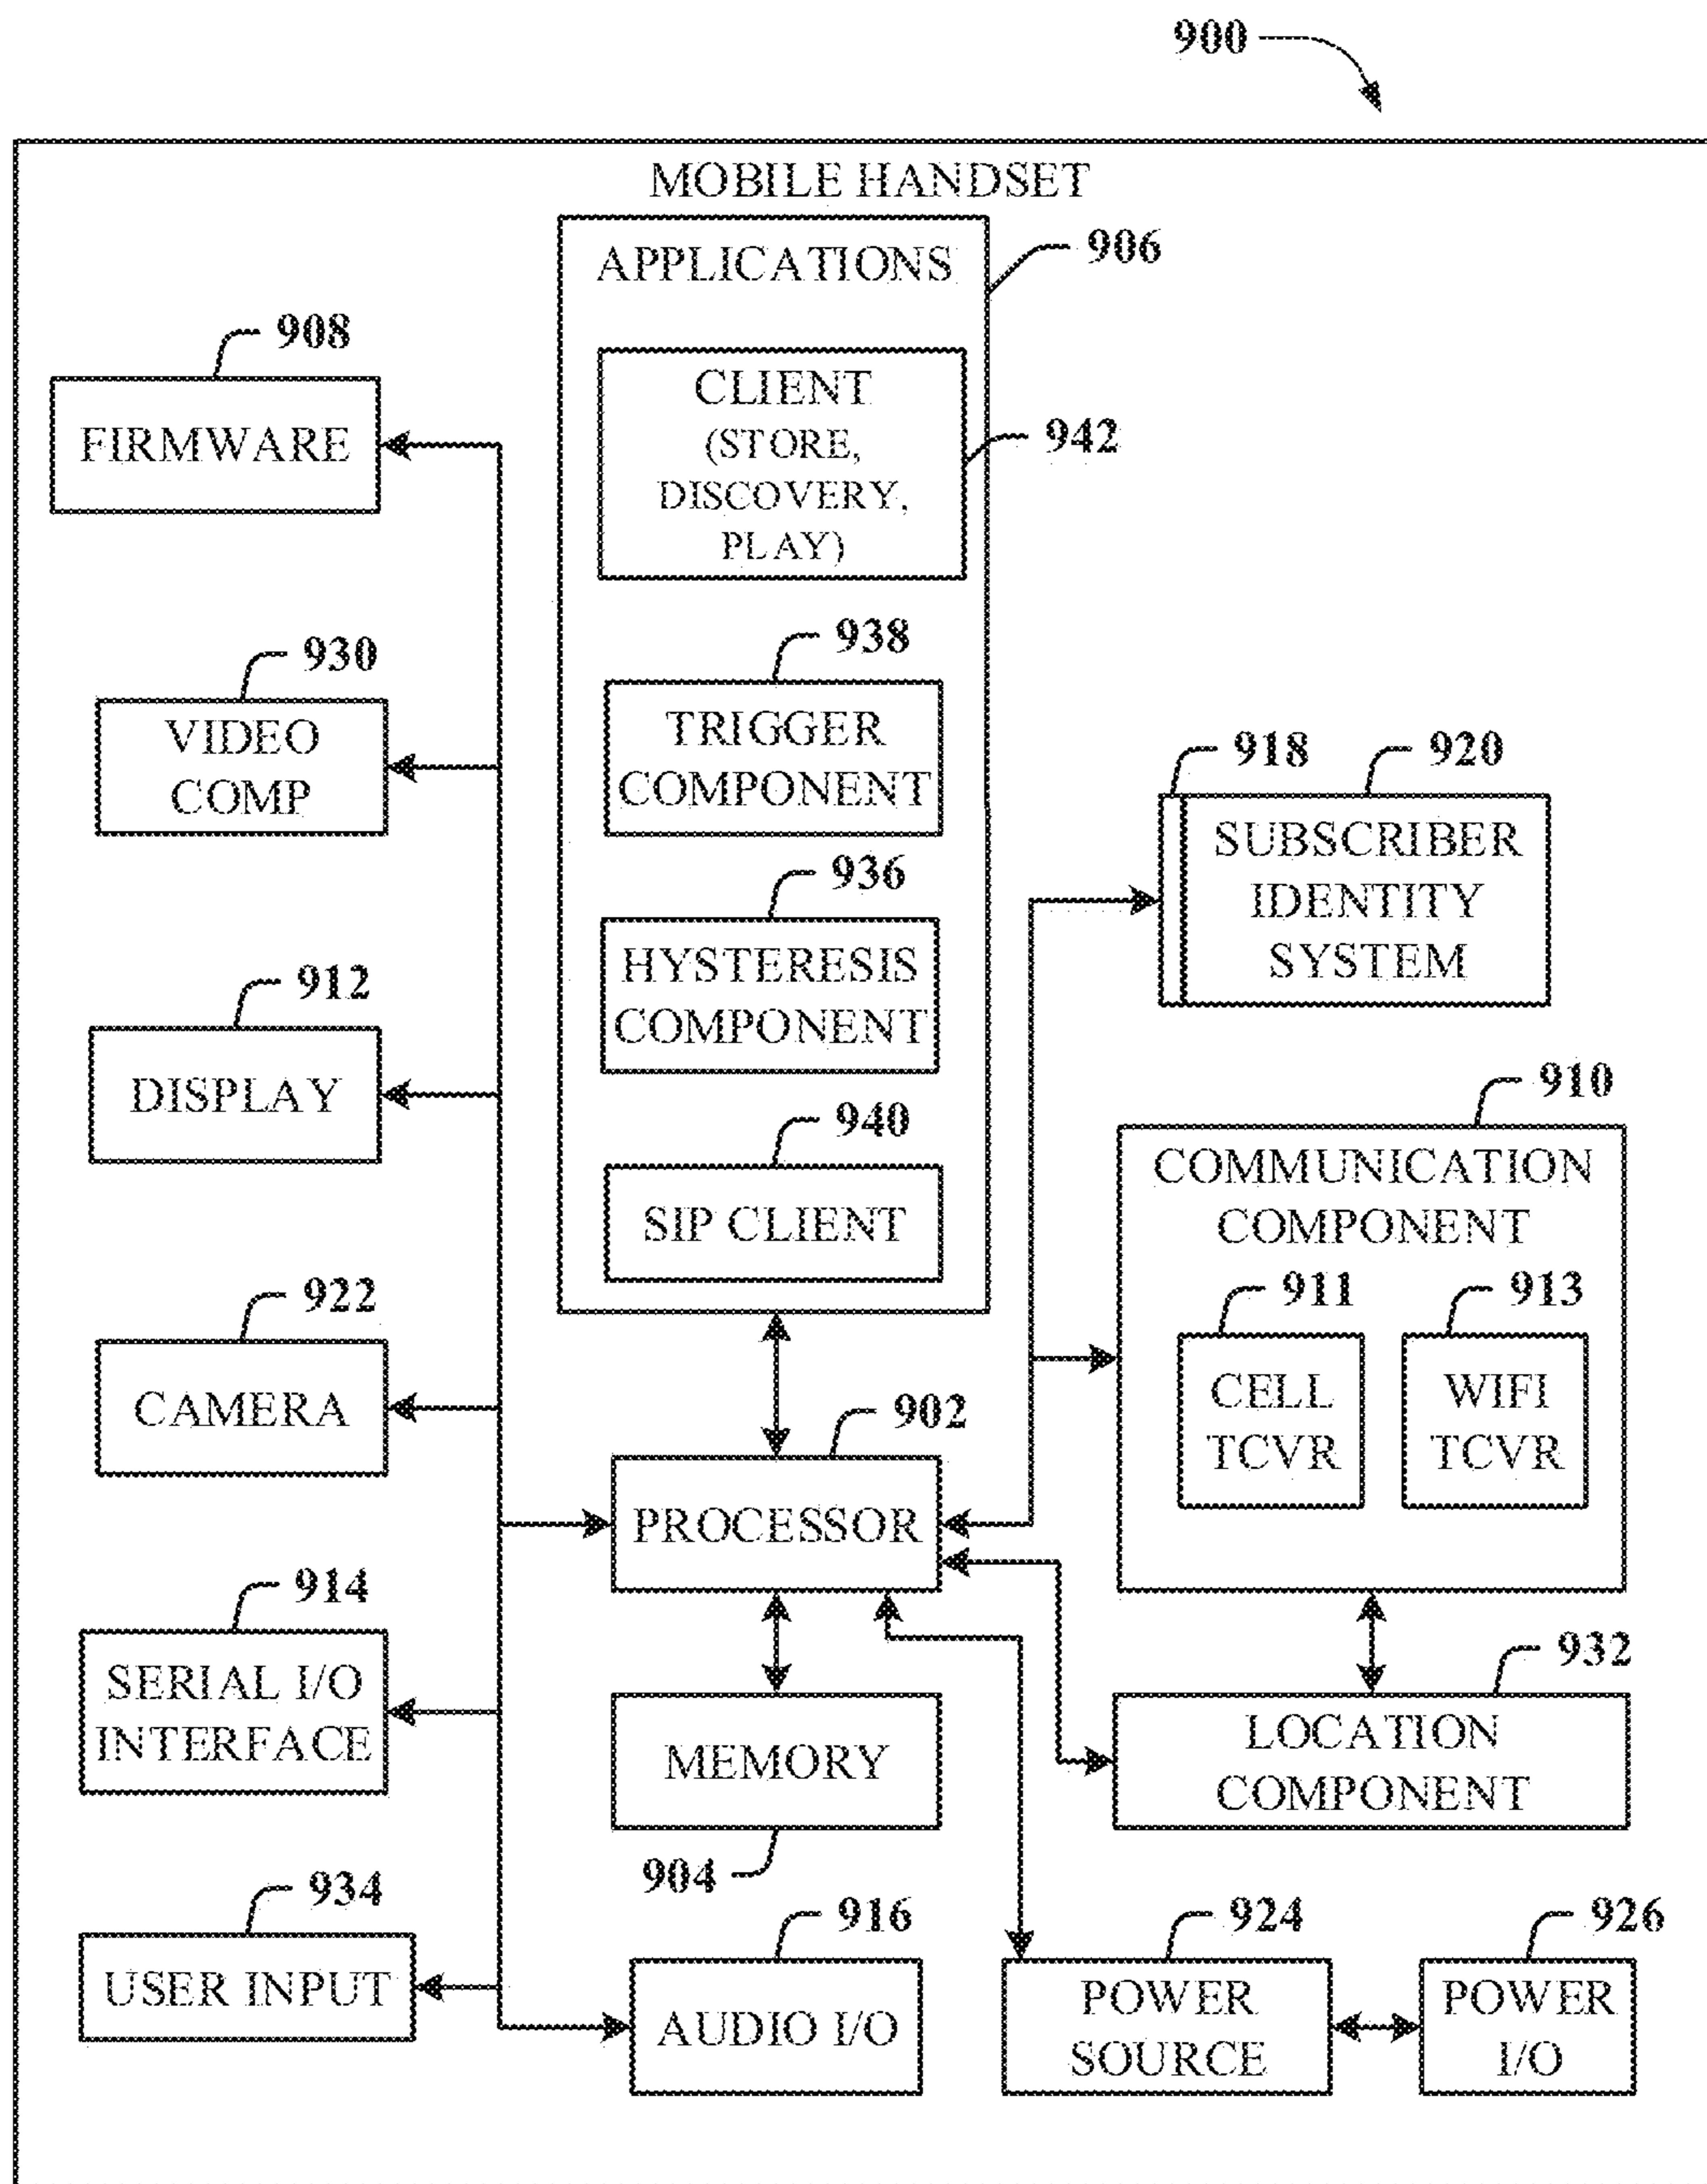 900
MOBILE HANDSET
APPLICATIONS
906
CLIENT
(STORE,
DISCOVERY,
PLAY)
942
908
FIRMWARE
938
TRIGGER
COMPONENT
930
VIDEO
COMP
918
920
SUBSCRIBER
IDENTITY
SYSTEM
936
HYSTERESIS
COMPONENT
912
DISPLAY
940
SIP CLIENT
910
COMMUNICATION
COMPONENT
911
CELL
TCVR
913
WIFI
TCVR
922
CAMERA
902
PROCESSOR
914
SERIAL I/O
INTERFACE
MEMORY
904
932
LOCATION
COMPONENT
934
USER INPUT
916
AUDIO I/O
924
POWER
SOURCE
926
POWER
I/O